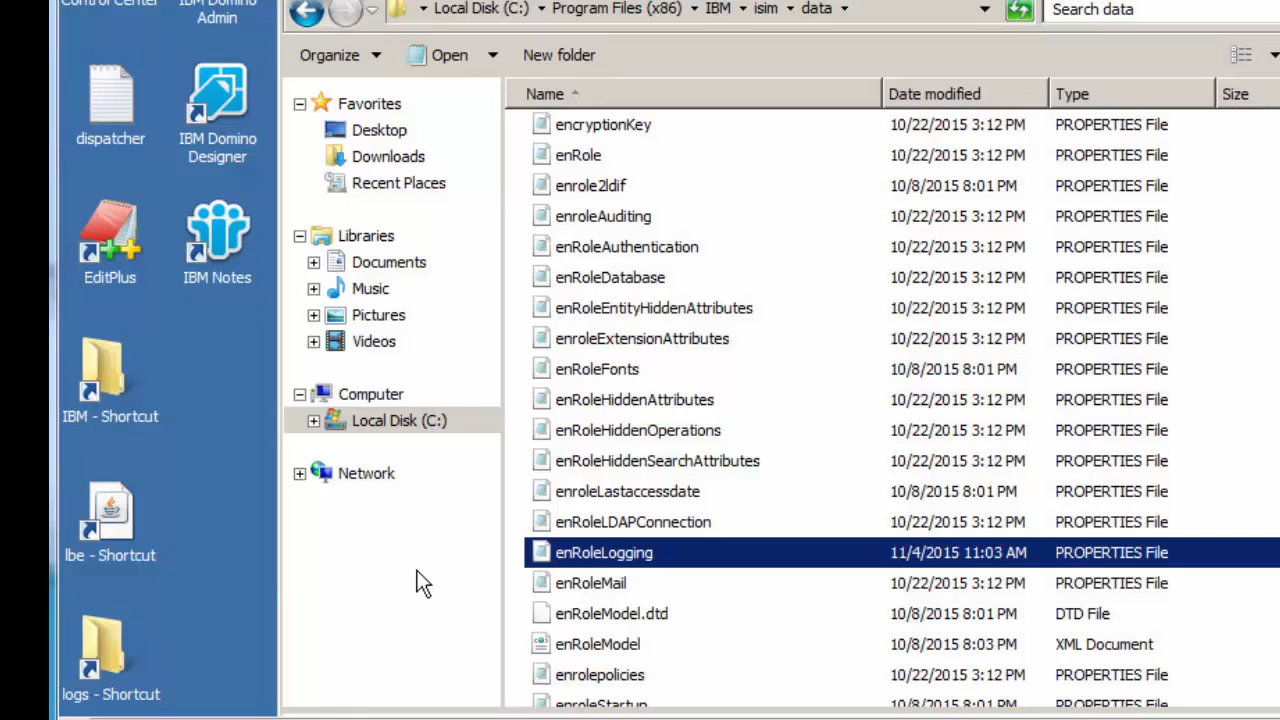 Control Center
IBM Domino
Admin
dispatcher
IBM Domino
Designer
EditPlus
IBM Notes
IBM - Shortcut
lbe - Shortcut
logs - Shortcut
Local Disk (C:) Program Files (x86) IBM isim data
Search data
Organize Open New folder
Favorites
Desktop
Downloads
Recent Places
Libraries
Documents
Music
Pictures
Videos
Computer
Local Disk (C:)
Network
Name Date modified Type Size
encryptionKey 10/22/2015 3:12 PM PROPERTIES File
enRole 10/22/2015 3:12 PM PROPERTIES File
enrole2ldif 10/8/2015 8:01 PM PROPERTIES File
enroleAuditing 10/22/2015 3:12 PM PROPERTIES File
enRoleAuthentication 10/22/2015 3:12 PM PROPERTIES File
enRoleDatabase 10/22/2015 3:12 PM PROPERTIES File
enRoleEntityHiddenAttributes 10/22/2015 3:12 PM PROPERTIES File
enroleExtensionAttributes 10/22/2015 3:12 PM PROPERTIES File
enRoleFonts 10/8/2015 8:01 PM PROPERTIES File
enRoleHiddenAttributes 10/22/2015 3:12 PM PROPERTIES File
enRoleHiddenOperations 10/22/2015 3:12 PM PROPERTIES File
enRoleHiddenSearchAttributes 10/22/2015 3:12 PM PROPERTIES File
enroleLastaccessdate 10/8/2015 8:01 PM PROPERTIES File
enRoleLDAPConnection 10/22/2015 3:12 PM PROPERTIES File
enRoleLogging 11/4/2015 11:03 AM PROPERTIES File
enRoleMail 10/22/2015 3:12 PM PROPERTIES File
enRoleModel.dtd 10/8/2015 8:01 PM DTD File
enRoleModel 10/8/2015 8:03 PM XML Document
enrolepolicies 10/22/2015 3:12 PM PROPERTIES File
enroleStartup 10/22/2015 3:12 PM PROPERTIES File